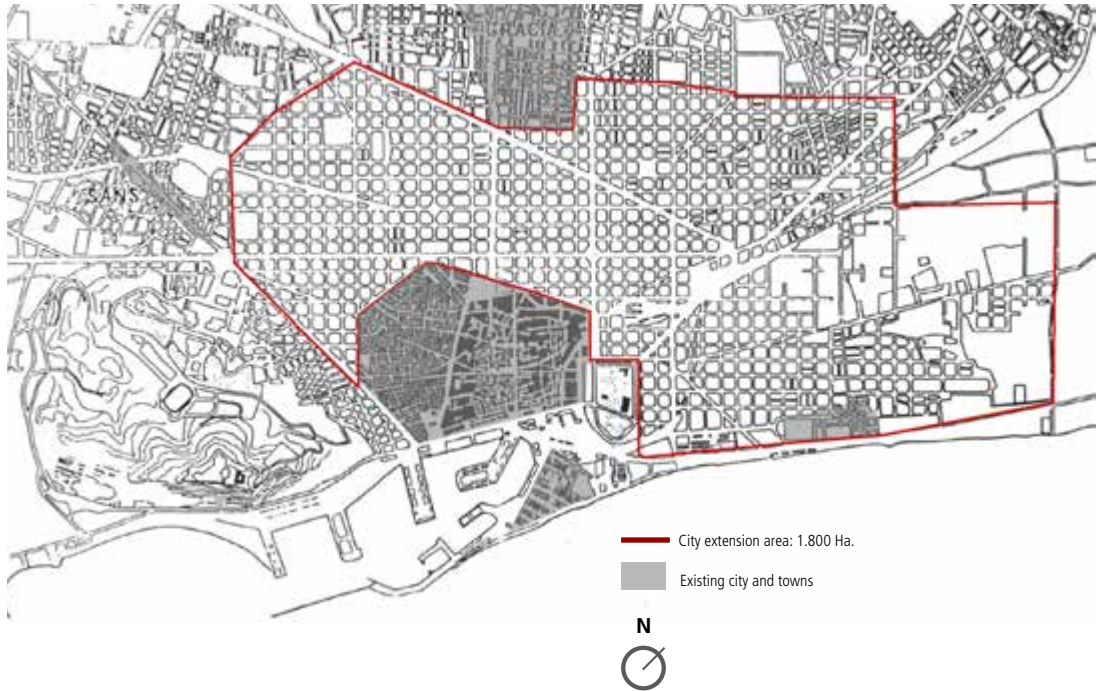 GRACIA
SANS
City extension area: 1.800 Ha.
Existing city and towns
N